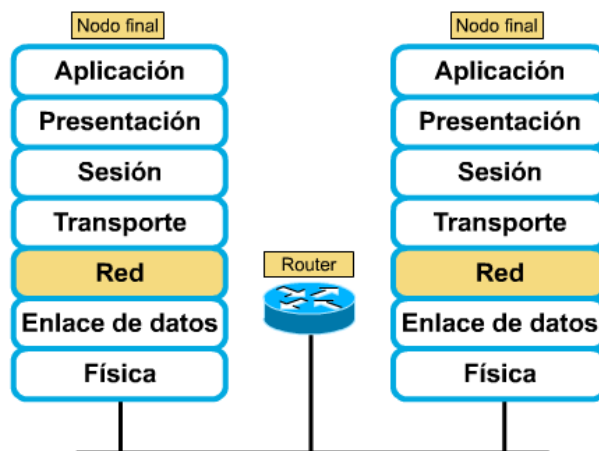 Nodo final
Aplicación
Presentación
Sesión
Transporte
Red
Enlace de datos
Física
Router
Nodo final
Aplicación
Presentación
Sesión
Transporte
Red
Enlace de datos
Física